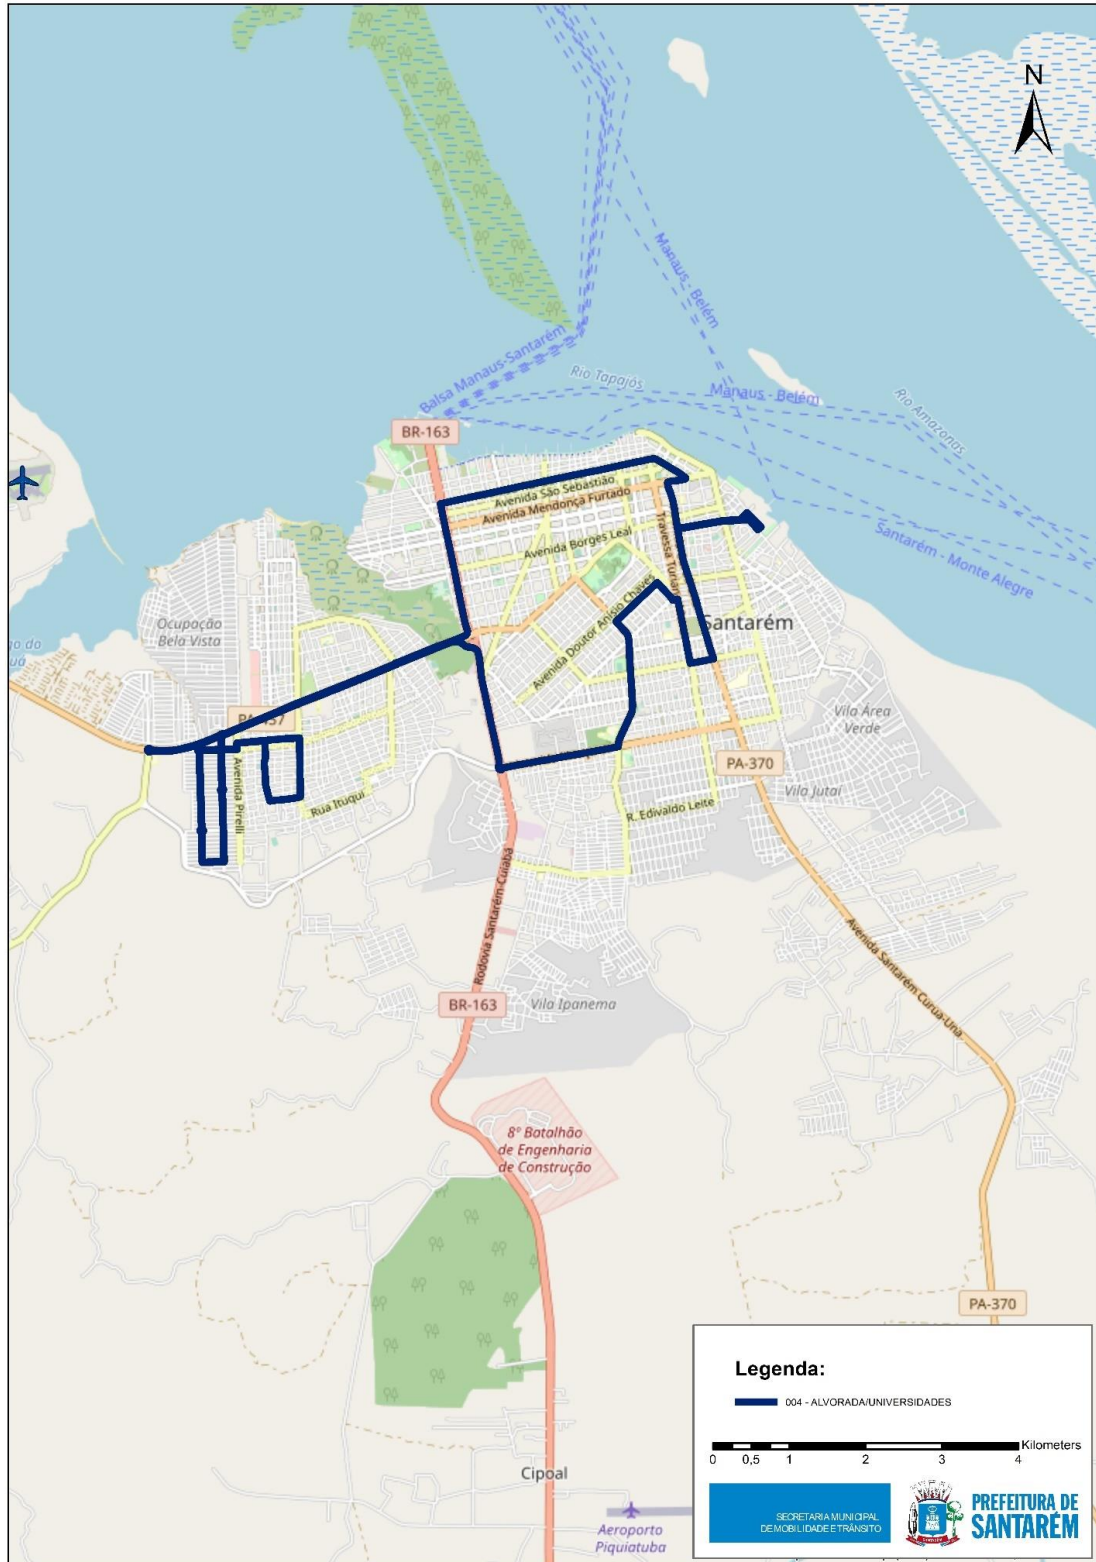 N
Manaus - Belém
Balsa Manaus-Santarém
Rio Tapajós
Manaus - Belém
Rio Amazonas
BR-163
Avenida São Sebastião
Avenida Mendonça Furtado
Santarém - Monte Alegre
Avenida Borges Leal
Travessa Turian
Avenida Doutor Anísio Chaves
Ocupação
Bela Vista
Santarém
Vila Área
Verde
PA-370
Avenida Pirelli
Rua Ituqui
Vila Jutaí
R. Edivaldo Leite
Rodovia Santarém-Cuiabá
Avenida Santarém Curuá-Una
BR-163
Vila Ipanema
8º Batalhão
de Engenharia
de Construção
PA-370
Legenda:
004 - ALVORADA/UNIVERSIDADES
Kilometers
0 0,5 1 2 3 4
Cipoal
SECRETARIA MUNICIPAL
DE MOBILIDADE E TRÂNSITO
PREFEITURA DE
SANTARÉM
Aeroporto
Piquiatuba